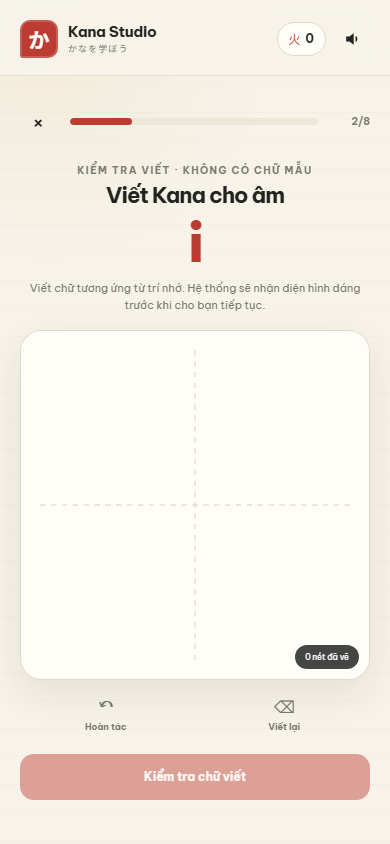 か
Kana Studio
かなを学ぼう
火 0
×
2/8
KIỂM TRA VIẾT · KHÔNG CÓ CHỮ MẪU
Viết Kana cho âm
i
Viết chữ tương ứng từ trí nhớ. Hệ thống sẽ nhận diện hình dáng
trước khi cho bạn tiếp tục.
0 nét đã vẽ
Hoàn tác
Viết lại
Kiểm tra chữ viết